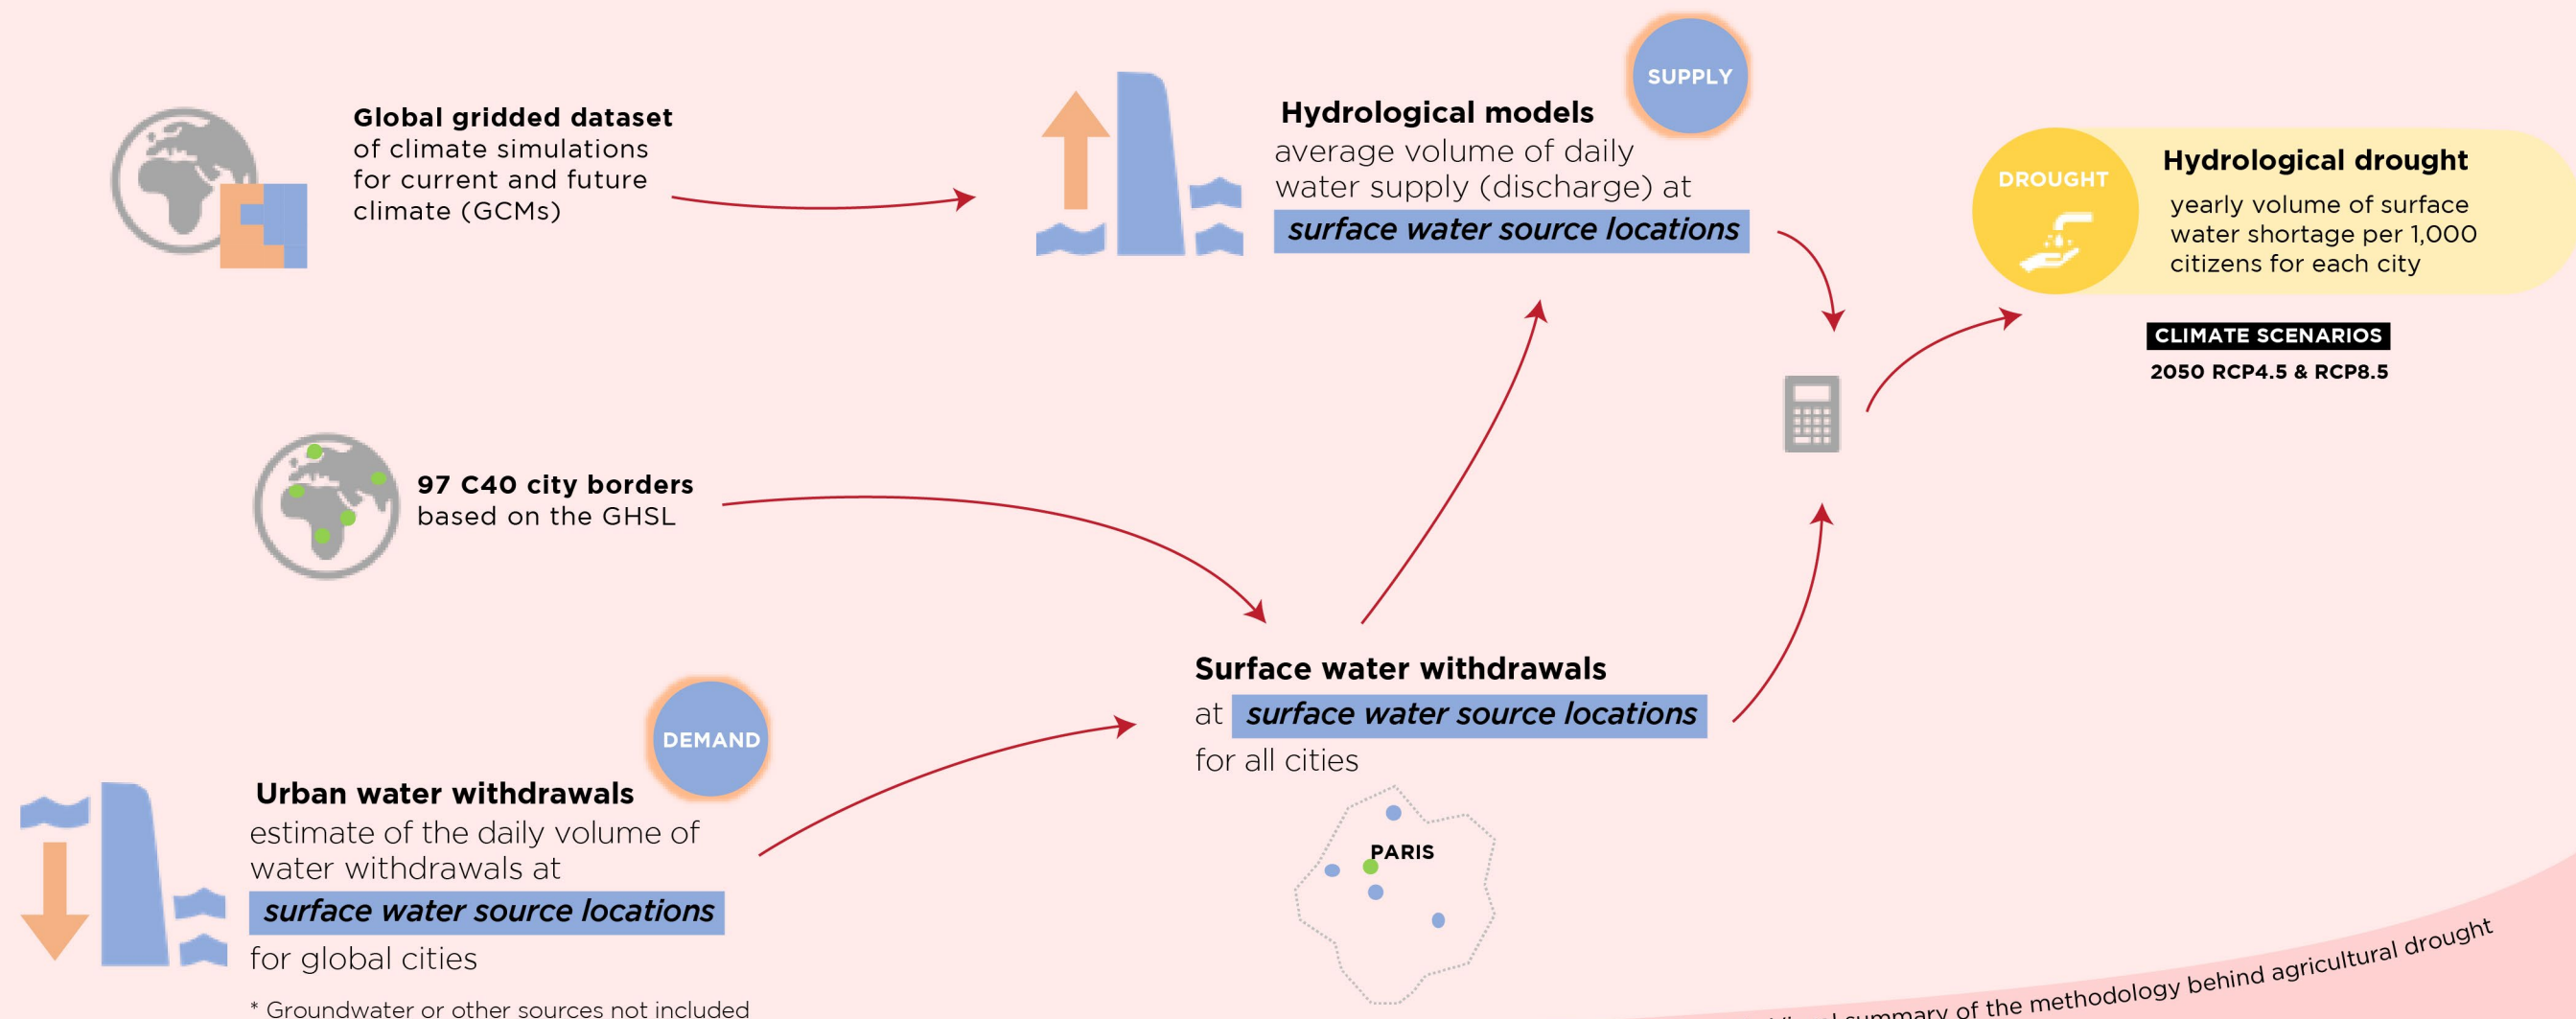 SUPPLY
Global gridded dataset
of climate simulations
for current and future
climate (GCMs)
Hydrological models
average volume of daily
water supply (discharge) at
surface water source locations
DROUGHT
Hydrological drought
yearly volume of surface
water shortage per 1,000
citizens for each city
CLIMATE SCENARIOS
2050 RCP4.5 & RCP8.5
97 C40 city borders
based on the GHSL
DEMAND
Urban water withdrawals
estimate of the daily volume of
water withdrawals at
surface water source locations
for global cities
* Groundwater or other sources not included
Surface water withdrawals
at surface water source locations
for all cities
PARIS
summary of the methodology behind agricultural drought